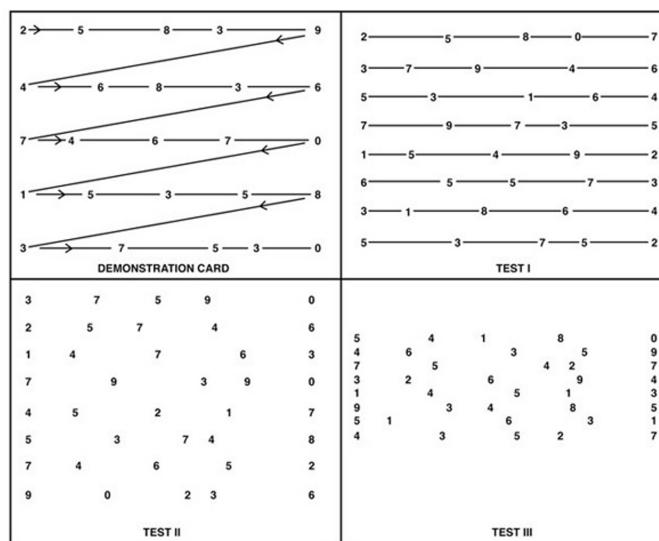 2 5 8 3 9
4 6 8 3 6
7 4 6 7 0
1 5 3 5 8
3 7 5 3 0
DEMONSTRATION CARD
2 5 8 0 7
3 7 9 4 6
5 3 1 6 4
7 9 7 3 5
1 5 4 9 2
6 5 5 7 3
3 1 8 6 4
5 3 7 5 2
TEST I
3 7 5 9 0
2 5 7 4 6
1 4 7 6 3
7 9 3 9 0
4 5 2 1 7
5 3 7 4 8
7 4 6 5 2
9 0 2 3 6
TEST II
5 4 1 8 0
4 6 3 5 9
7 5 4 2 7
3 2 6 9 4
1 4 5 1 3
9 3 4 8 5
5 1 6 3 1
4 3 5 2 7
TEST III